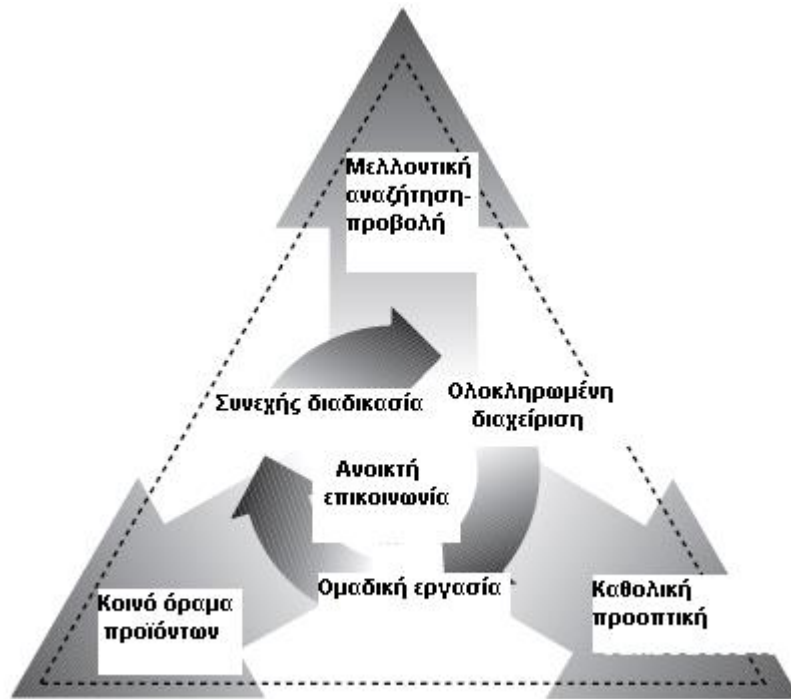 Μελλοντική
αναζήτηση-
προβολή
Συνεχής διαδικασία
Ολοκληρωμένη
διαχείριση
Ανοικτή
επικοινωνία
Ομαδική εργασία
Κοινό όραμα
προϊόντων
Καθολική
προοπτική